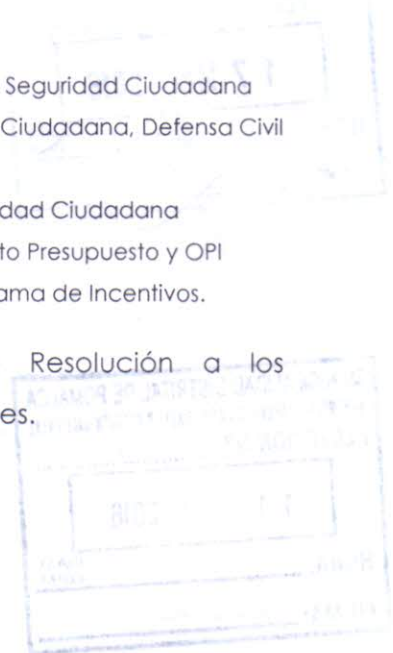 Seguridad Ciudadana
Ciudadana, Defensa Civil
dad Ciudadana
to Presupuesto y OPI
ama de Incentivos.
Resolución a los
es.